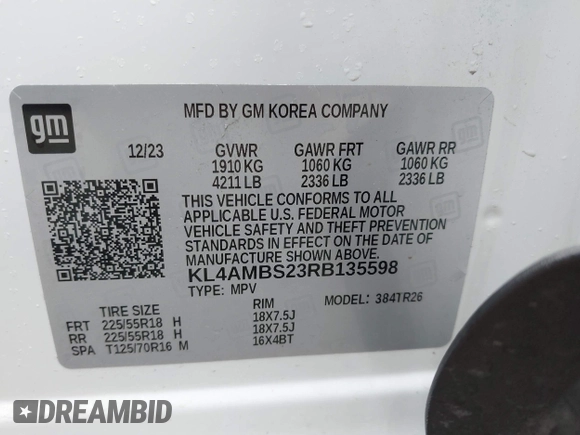 gm
MFD BY GM KOREA COMPANY
12/23 GVWR GAWR FRT GAWR RR
1910 KG 1060 KG 1060 KG
4211 LB 2336 LB 2336 LB
THIS VEHICLE CONFORMS TO ALL
APPLICABLE U.S. FEDERAL MOTOR
VEHICLE SAFETY AND THEFT PREVENTION
STANDARDS IN EFFECT ON THE DATE OF
MANUFACTURE SHOWN ABOVE.
KL4AMBS23RB135598
TYPE: MPV MODEL: 384TR26
TIRE SIZE RIM
FRT 225/55R18 H 18X7.5J
RR 225/55R18 H 18X7.5J
SPA T125/70R16 M 16X4BT
DREAMBID